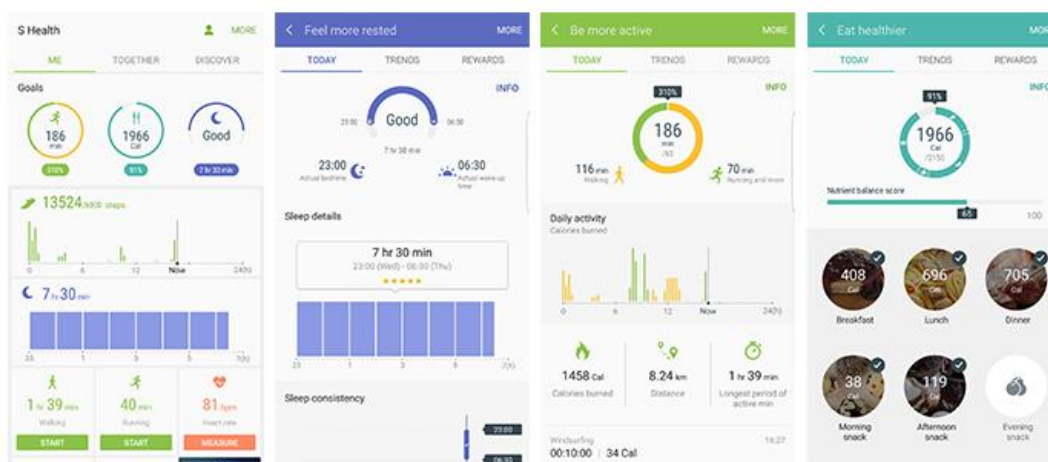 S Health
MORE
ME
TOGETHER
DISCOVER
Goals
186
min
1966
Cal
Good
310%
91%
7 hr 30 min
13524 /6000 steps
0 6 12 Now 24(h)
7 hr 30 min
23 1 3 5 7(h)
1 hr 39 min
40 min
81 bpm
Walking
Running
Heart rate
START
START
MEASURE
Feel more rested
MORE
TODAY
TRENDS
REWARDS
INFO
23:00
Good
06:30
7 hr 30 min
23:00
Actual bedtime
06:30
Actual wake up
time
Sleep details
7 hr 30 min
23:00 (Wed) - 06:30 (Thu)
23 1 3 5 7(h)
Sleep consistency
23:00
06:30
Be more active
MORE
TODAY
TRENDS
REWARDS
INFO
310%
186
min
/60
116 min
Walking
70 min
Running and more
Daily activity
Calories burned
0 6 12 Now 24(h)
1458 Cal
Calories burned
8.24 km
Distance
1 hr 39 min
Longest period of
active min
Windsurfing
16:27
00:10:00 | 34 Cal
Eat healthier
MOR
TODAY
TRENDS
REWARDS
INFO
91%
1966
Cal
/2150
Nutrient balance score
65
100
408
Cal
Breakfast
696
Cal
Lunch
705
Cal
Dinner
38
Cal
Morning
snack
119
Cal
Afternoon
snack
Evening
snack